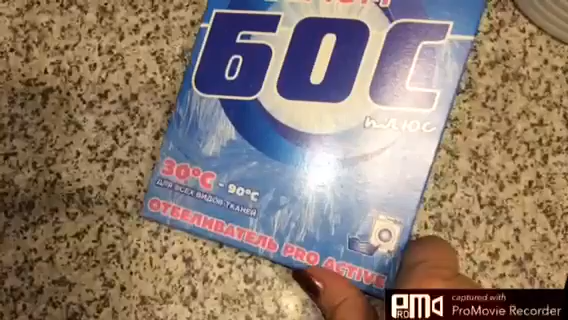 БОС
плюс
30°C - 90°C
ДЛЯ ВСЕХ ВИДОВ ТКАНЕЙ
ОТБЕЛИВАТЕЛЬ PRO ACTIVE
PRO
captured with
ProMovie Recorder